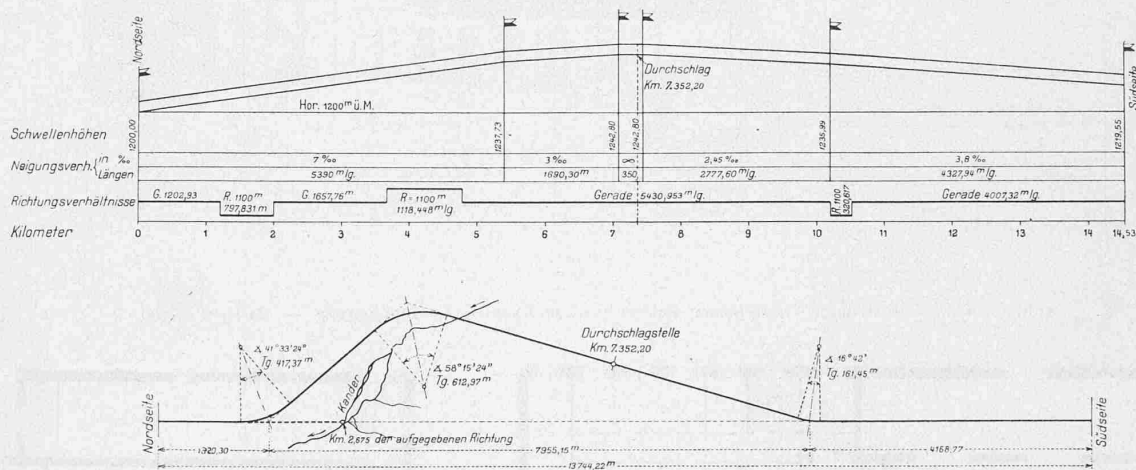 Nordseite
Südseite
Durchschlag
Km. 7.352,20
Hor. 1200 m ü. M.
Schwellenhöhen
1200,00
1237,73
1242,80
1242,80
1235,99
1219,55
Neigungsverh. { in ‰
7 ‰
3 ‰
∞
2,45 ‰
3,8 ‰
Längen
5390 m lg.
1690,30 m
350
2777,60 m lg.
4327,94 m lg.
Richtungsverhältnisse
G. 1202,93
R. 1100 m
797,831 m
G. 1657,76 m
R = 1100 m
1118,448 m lg.
Gerade 5430,953 m lg.
R. 1100
320,617
Gerade 4007,32 m lg.
Kilometer
0 1 2 3 4 5 6 7 8 9 10 11 12 13 14 14,53
∆ 41° 33' 24"
Tg. 417,37 m
Kander
∆ 58° 15' 24"
Tg. 612,97 m
Durchschlagstelle
Km. 7.352,20
∆ 16° 42'
Tg. 161,45 m
Nordseite
Km. 2,675 der aufgegebenen Richtung
Südseite
7955,15 m
4168,77
13744,22 m